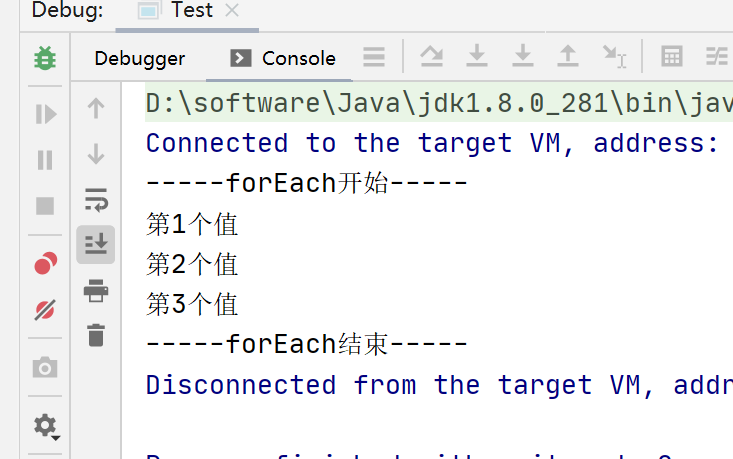 Debug: Test
Debugger Console
D:\software\Java\jdk1.8.0_281\bin\jav
Connected to the target VM, address:
-----forEach开始-----
第1个值
第2个值
第3个值
-----forEach结束-----
Disconnected from the target VM, addr